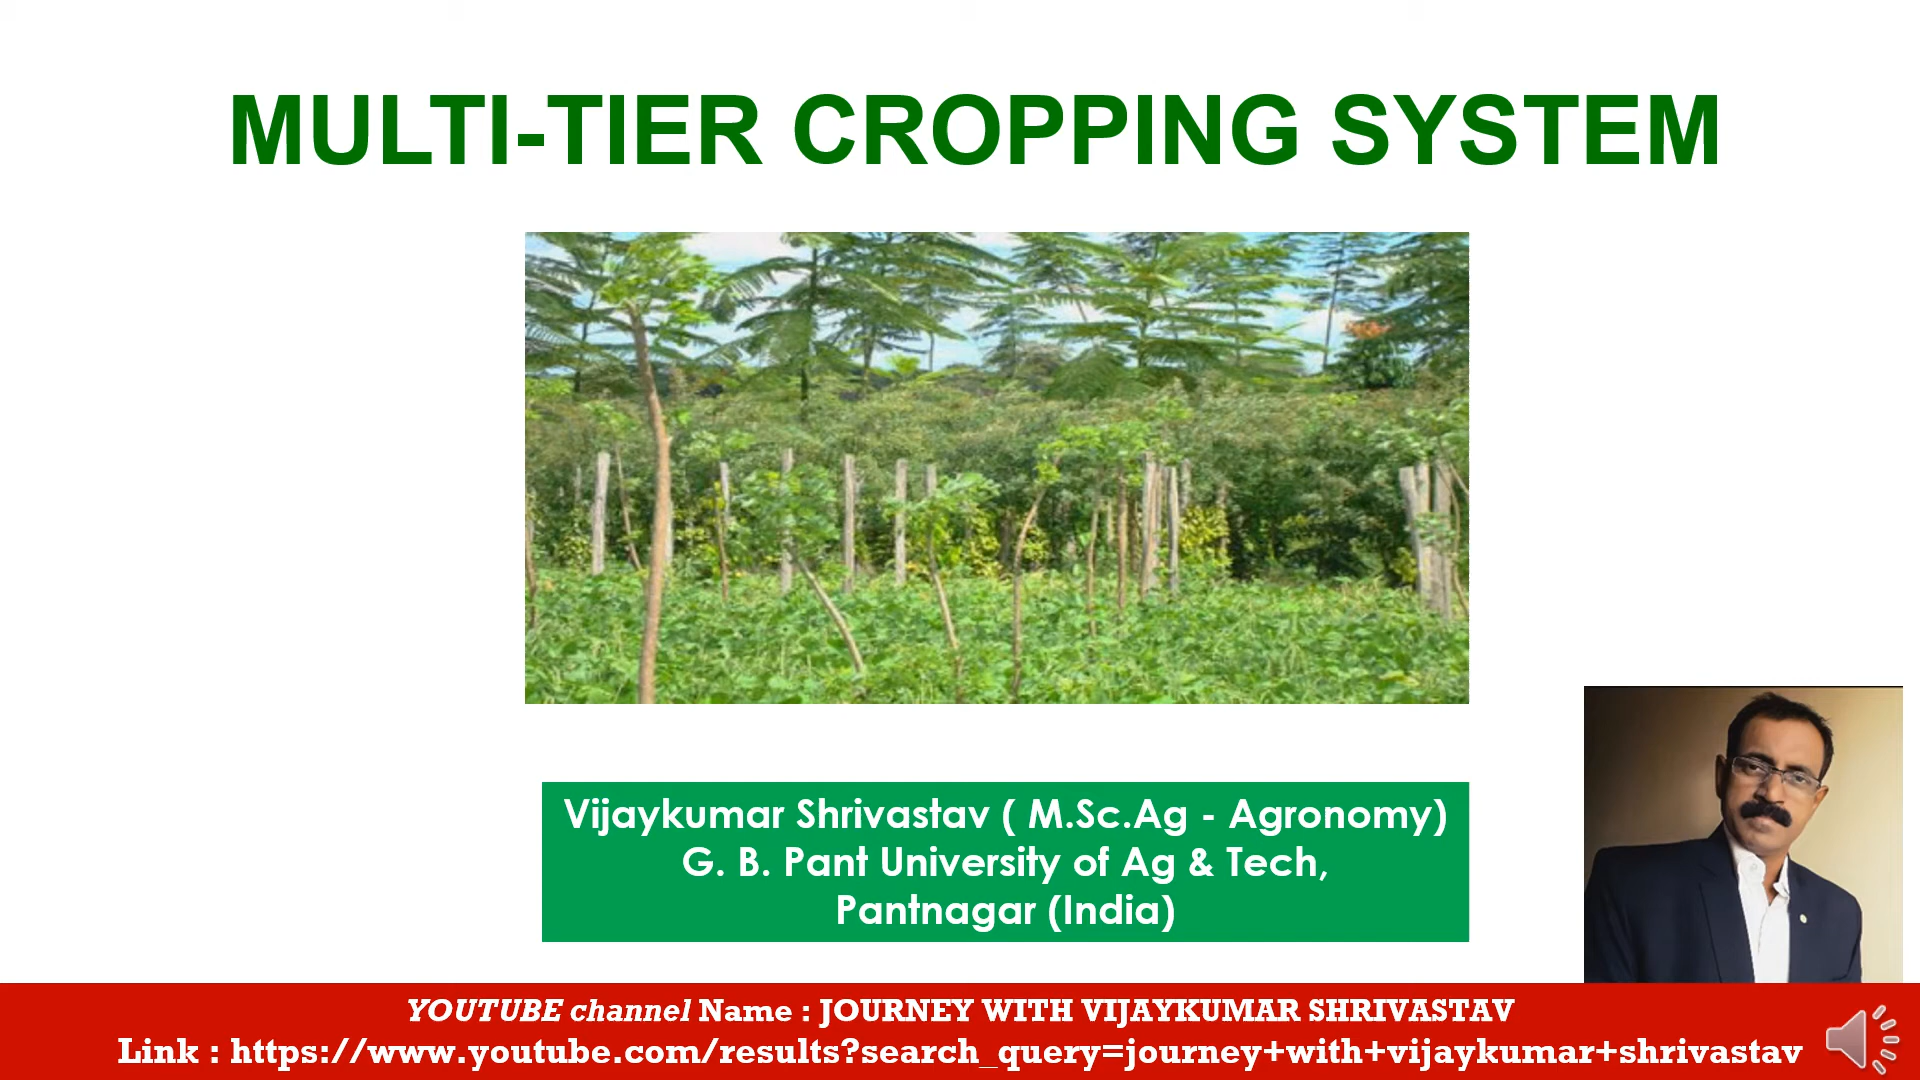 MULTI-TIER CROPPING SYSTEM
Vijaykumar Shrivastav ( M.Sc.Ag - Agronomy)
G. B. Pant University of Ag & Tech,
Pantnagar (India)
YOUTUBE channel Name : JOURNEY WITH VIJAYKUMAR SHRIVASTAV
Link : https://www.youtube.com/results?search_query=journey+with+vijaykumar+shrivastav